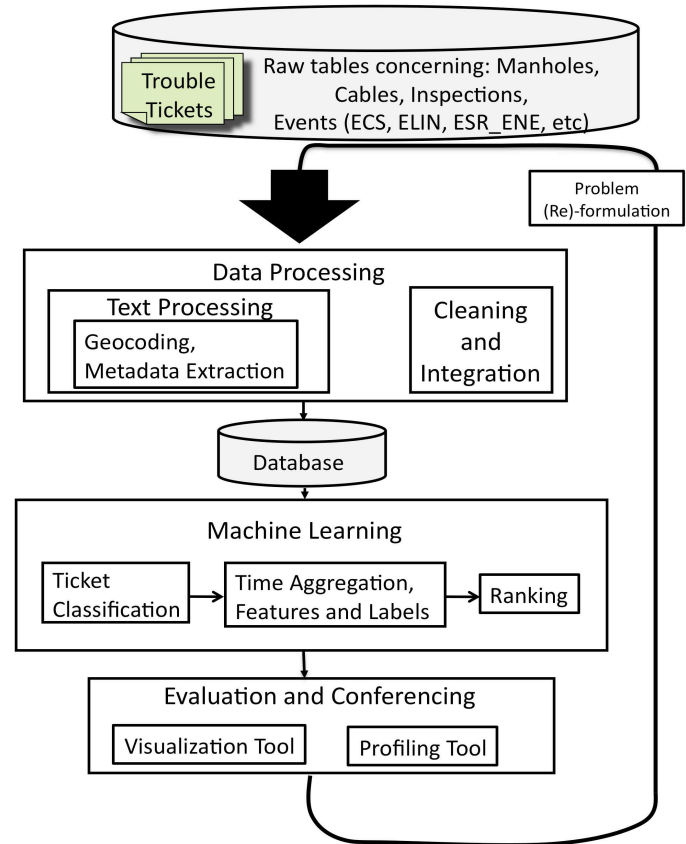 Trouble
Tickets
Raw tables concerning: Manholes,
Cables, Inspections,
Events (ECS, ELIN, ESR_ENE, etc)
Problem
(Re)-formulation
Data Processing
Text Processing
Geocoding,
Metadata Extraction
Cleaning
and
Integration
Database
Machine Learning
Ticket
Classification
Time Aggregation,
Features and Labels
Ranking
Evaluation and Conferencing
Visualization Tool
Profiling Tool